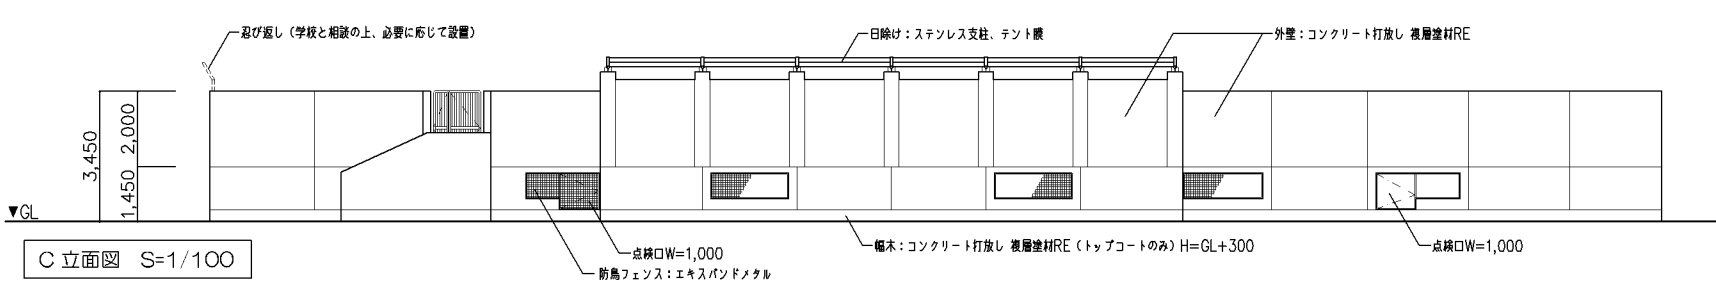 忍び返し（学校と相談の上、必要に応じて設置）
日除け：ステンレス支柱、テント膜
外壁：コンクリート打放し 複層塗材RE
3,450
2,000
1,450
▼GL
幅木：コンクリート打放し 複層塗材RE（トップコートのみ）H=GL+300
点検口W=1,000
点検口W=1,000
防鳥フェンス：エキスパンドメタル
C 立面図 S=1/100